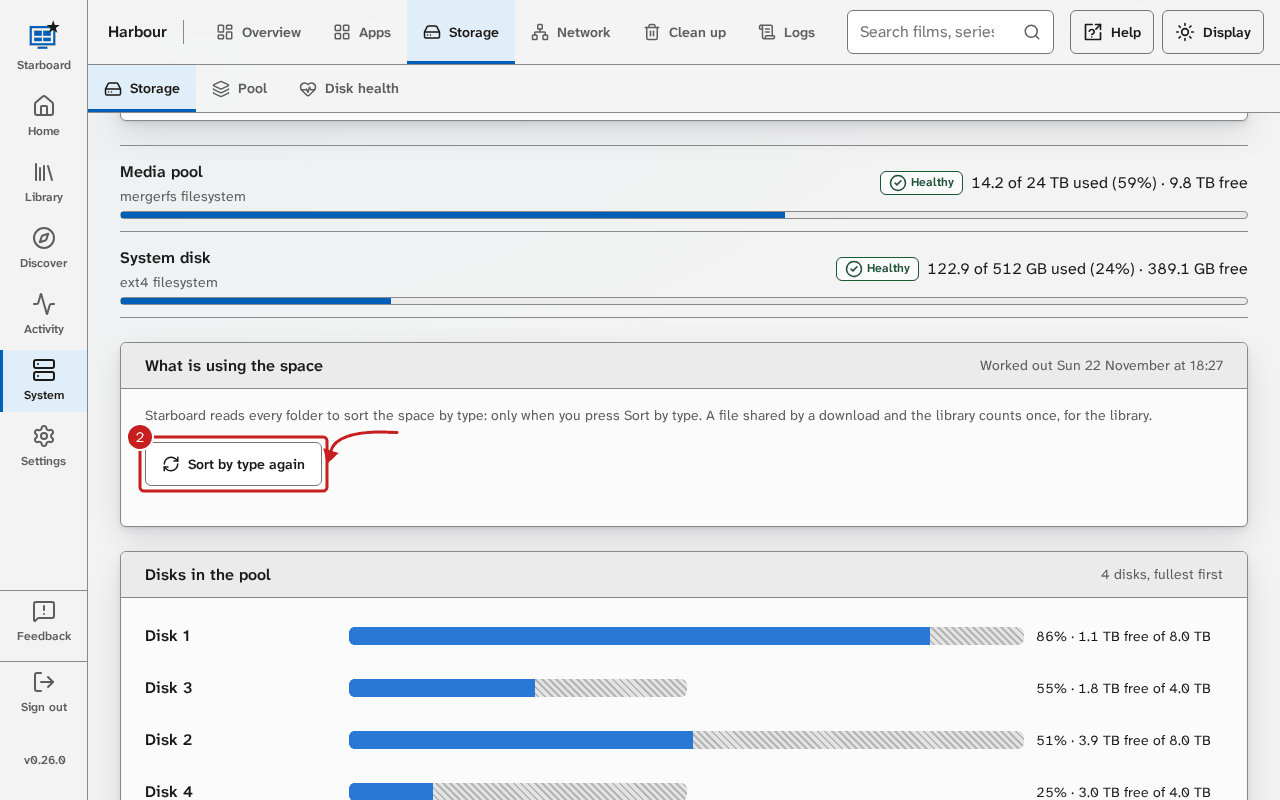 Starboard
Home
Library
Discover
Activity
System
Settings
Feedback
Sign out
v0.26.0
Harbour
Overview
Apps
Storage
Network
Clean up
Logs
Search films, series
Help
Display
Storage
Pool
Disk health
Media pool
mergerfs filesystem
Healthy
14.2 of 24 TB used (59%) · 9.8 TB free
System disk
ext4 filesystem
Healthy
122.9 of 512 GB used (24%) · 389.1 GB free
What is using the space
Worked out Sun 22 November at 18:27
Starboard reads every folder to sort the space by type: only when you press Sort by type. A file shared by a download and the library counts once, for the library.
2
Sort by type again
Disks in the pool
4 disks, fullest first
Disk 1
86% · 1.1 TB free of 8.0 TB
Disk 3
55% · 1.8 TB free of 4.0 TB
Disk 2
51% · 3.9 TB free of 8.0 TB
Disk 4
25% · 3.0 TB free of 4.0 TB